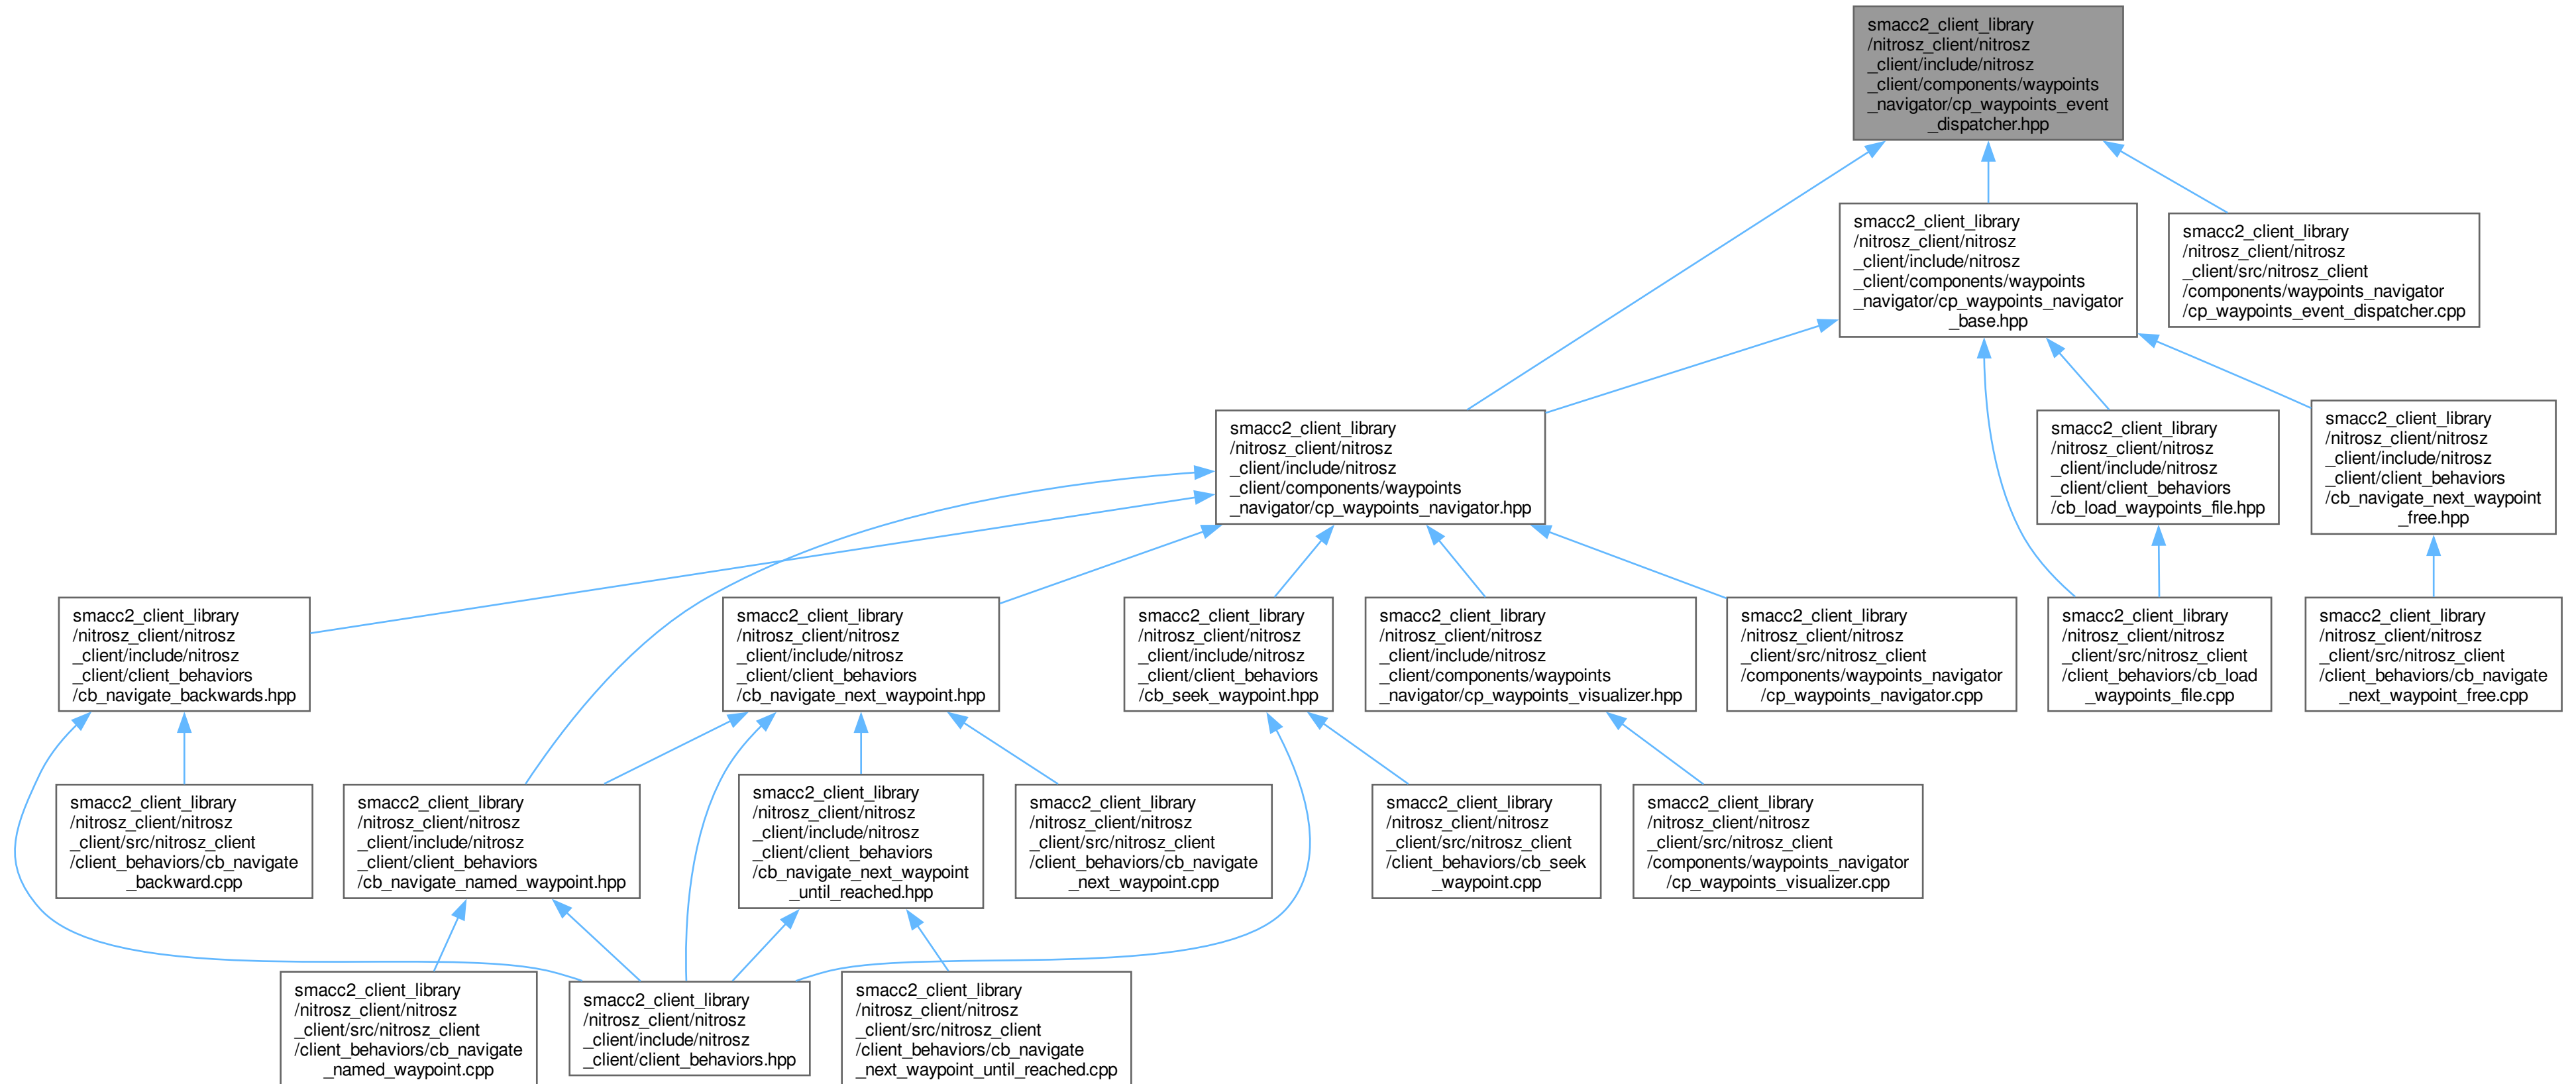 smacc2_client_library
/nitrosz_client/nitrosz
_client/include/nitrosz
_client/components/waypoints
_navigator/cp_waypoints_event
_dispatcher.hpp
smacc2_client_library
/nitrosz_client/nitrosz
_client/include/nitrosz
_client/components/waypoints
_navigator/cp_waypoints_navigator
_base.hpp
smacc2_client_library
/nitrosz_client/nitrosz
_client/src/nitrosz_client
/components/waypoints_navigator
/cp_waypoints_event_dispatcher.cpp
smacc2_client_library
/nitrosz_client/nitrosz
_client/include/nitrosz
_client/components/waypoints
_navigator/cp_waypoints_navigator.hpp
smacc2_client_library
/nitrosz_client/nitrosz
_client/include/nitrosz
_client/client_behaviors
/cb_load_waypoints_file.hpp
smacc2_client_library
/nitrosz_client/nitrosz
_client/include/nitrosz
_client/client_behaviors
/cb_navigate_next_waypoint
_free.hpp
smacc2_client_library
/nitrosz_client/nitrosz
_client/include/nitrosz
_client/client_behaviors
/cb_navigate_backwards.hpp
smacc2_client_library
/nitrosz_client/nitrosz
_client/include/nitrosz
_client/client_behaviors
/cb_navigate_next_waypoint.hpp
smacc2_client_library
/nitrosz_client/nitrosz
_client/include/nitrosz
_client/client_behaviors
/cb_seek_waypoint.hpp
smacc2_client_library
/nitrosz_client/nitrosz
_client/include/nitrosz
_client/components/waypoints
_navigator/cp_waypoints_visualizer.hpp
smacc2_client_library
/nitrosz_client/nitrosz
_client/src/nitrosz_client
/components/waypoints_navigator
/cp_waypoints_navigator.cpp
smacc2_client_library
/nitrosz_client/nitrosz
_client/src/nitrosz_client
/client_behaviors/cb_load
_waypoints_file.cpp
smacc2_client_library
/nitrosz_client/nitrosz
_client/src/nitrosz_client
/client_behaviors/cb_navigate
_next_waypoint_free.cpp
smacc2_client_library
/nitrosz_client/nitrosz
_client/src/nitrosz_client
/client_behaviors/cb_navigate
_backward.cpp
smacc2_client_library
/nitrosz_client/nitrosz
_client/include/nitrosz
_client/client_behaviors
/cb_navigate_named_waypoint.hpp
smacc2_client_library
/nitrosz_client/nitrosz
_client/include/nitrosz
_client/client_behaviors
/cb_navigate_next_waypoint
_until_reached.hpp
smacc2_client_library
/nitrosz_client/nitrosz
_client/src/nitrosz_client
/client_behaviors/cb_navigate
_next_waypoint.cpp
smacc2_client_library
/nitrosz_client/nitrosz
_client/src/nitrosz_client
/client_behaviors/cb_seek
_waypoint.cpp
smacc2_client_library
/nitrosz_client/nitrosz
_client/src/nitrosz_client
/components/waypoints_navigator
/cp_waypoints_visualizer.cpp
smacc2_client_library
/nitrosz_client/nitrosz
_client/src/nitrosz_client
/client_behaviors/cb_navigate
_named_waypoint.cpp
smacc2_client_library
/nitrosz_client/nitrosz
_client/include/nitrosz
_client/client_behaviors.hpp
smacc2_client_library
/nitrosz_client/nitrosz
_client/src/nitrosz_client
/client_behaviors/cb_navigate
_next_waypoint_until_reached.cpp